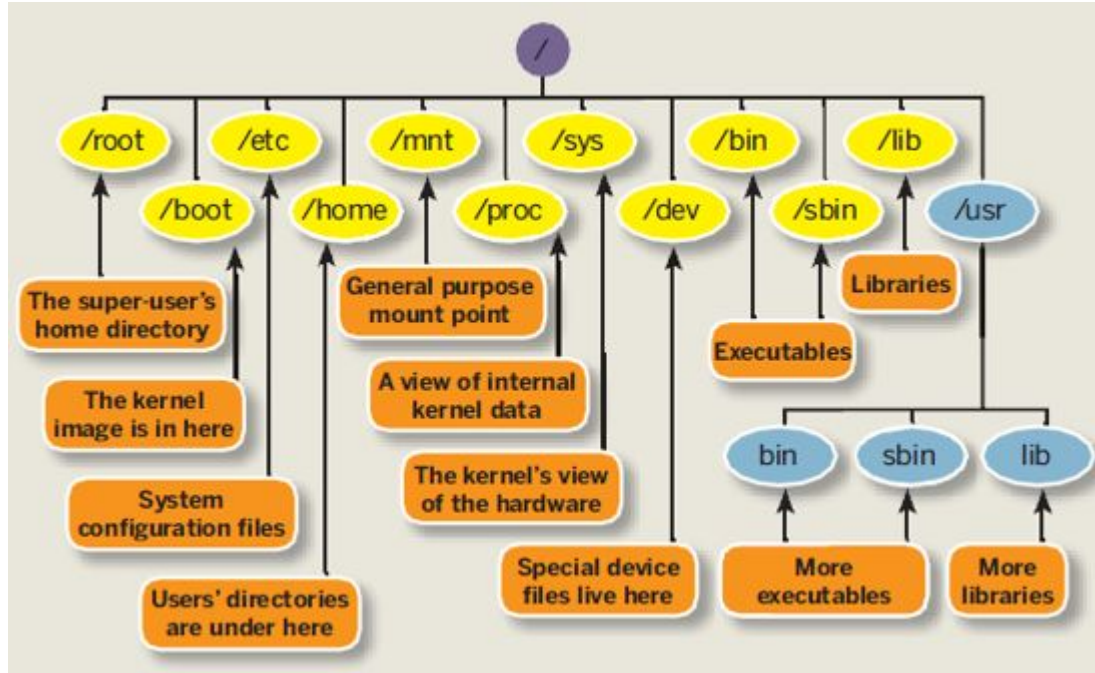 /
/root
/etc
/mnt
/sys
/bin
/lib
/boot
/home
/proc
/dev
/sbin
/usr
The super-user's
home directory
General purpose
mount point
Libraries
Executables
The kernel
image is in here
A view of internal
kernel data
bin
sbin
lib
The kernel's view
of the hardware
System
configuration files
Special device
files live here
More
executables
More
libraries
Users' directories
are under here